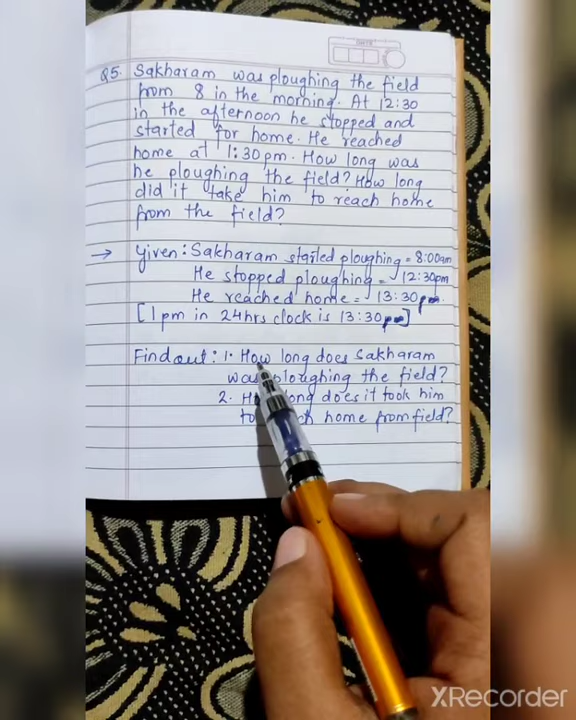 Q5. Sakharam was ploughing the field
from 8 in the morning. At 12:30
in the afternoon he stopped and
started for home. He reached
home at 1:30pm. How long was
he ploughing the field? How long
did it take him to reach home
from the field?
→ Given: Sakharam started ploughing = 8:00am
He stopped ploughing = 12:30pm
He reached home = 13:30
[1 pm in 24hrs clock is 13:30]
Find out: 1. How long does Sakharam
was ploughing the field?
2. long does it took him
to home from field?
XRecorder